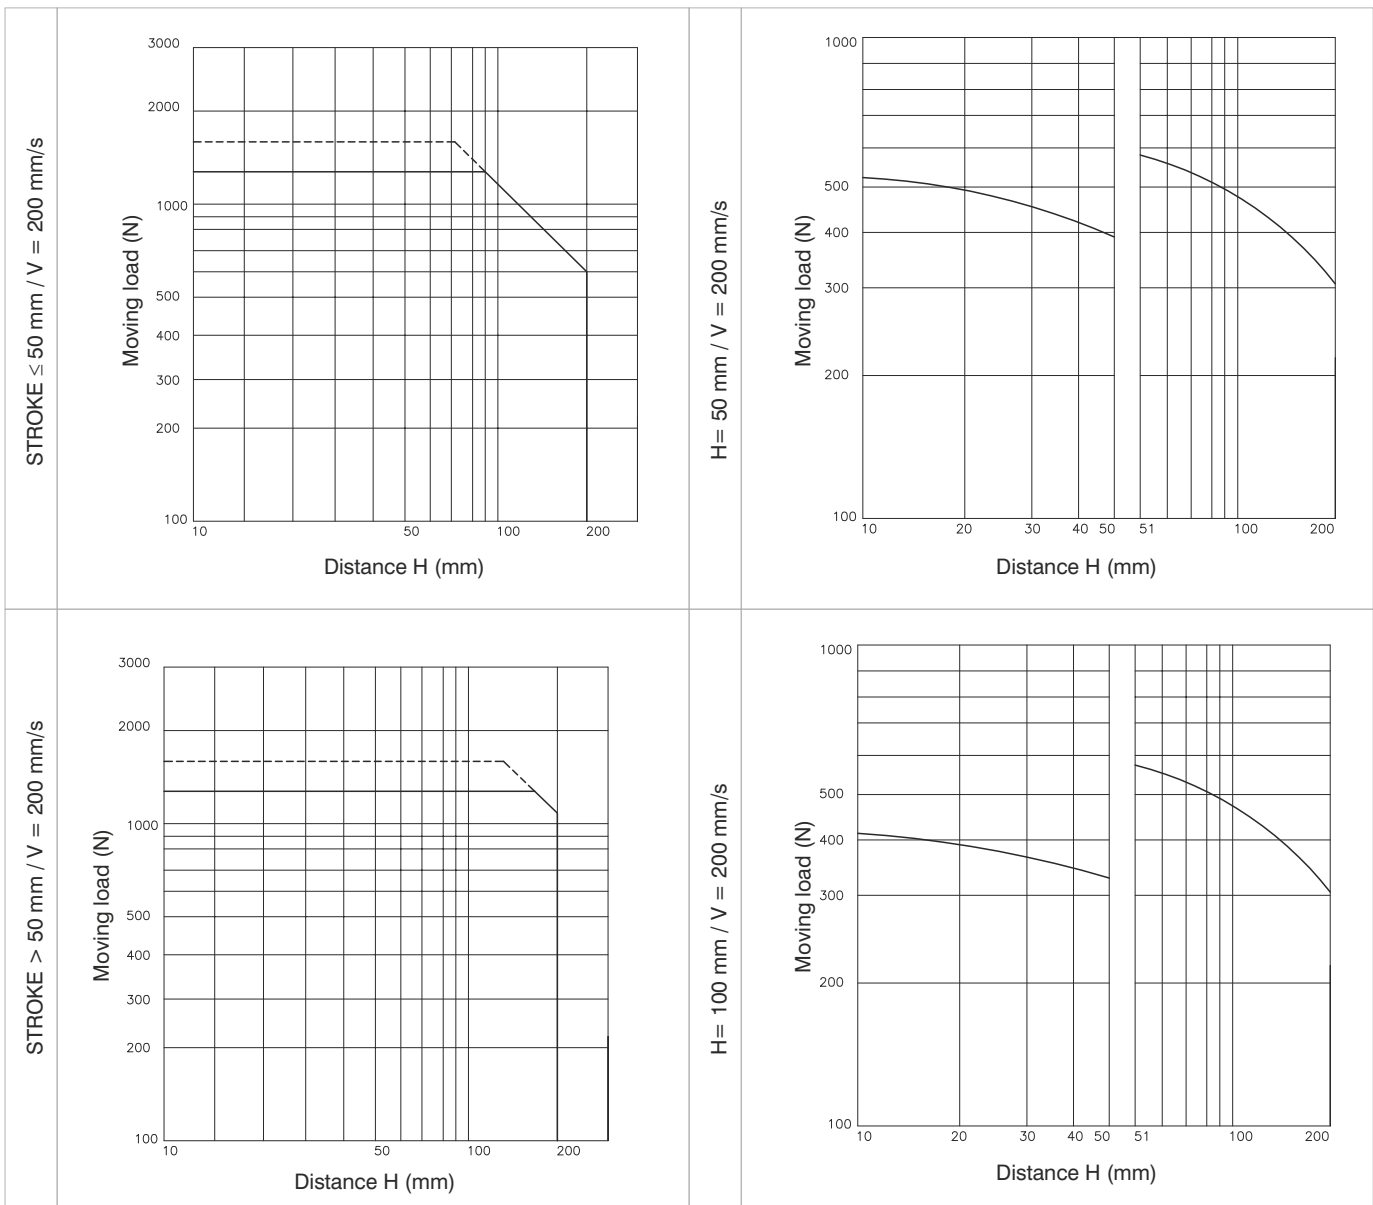 STROKE ≤ 50 mm / V = 200 mm/s
Moving load (N)
3000
2000
1000
500
400
300
200
100
10 50 100 200
Distance H (mm)
H= 50 mm / V = 200 mm/s
Moving load (N)
1000
500
400
300
200
100
10 20 30 40 50 51 100 200
Distance H (mm)
STROKE > 50 mm / V = 200 mm/s
Moving load (N)
3000
2000
1000
500
400
300
200
100
10 50 100 200
Distance H (mm)
H= 100 mm / V = 200 mm/s
Moving load (N)
1000
500
400
300
200
100
10 20 30 40 50 51 100 200
Distance H (mm)